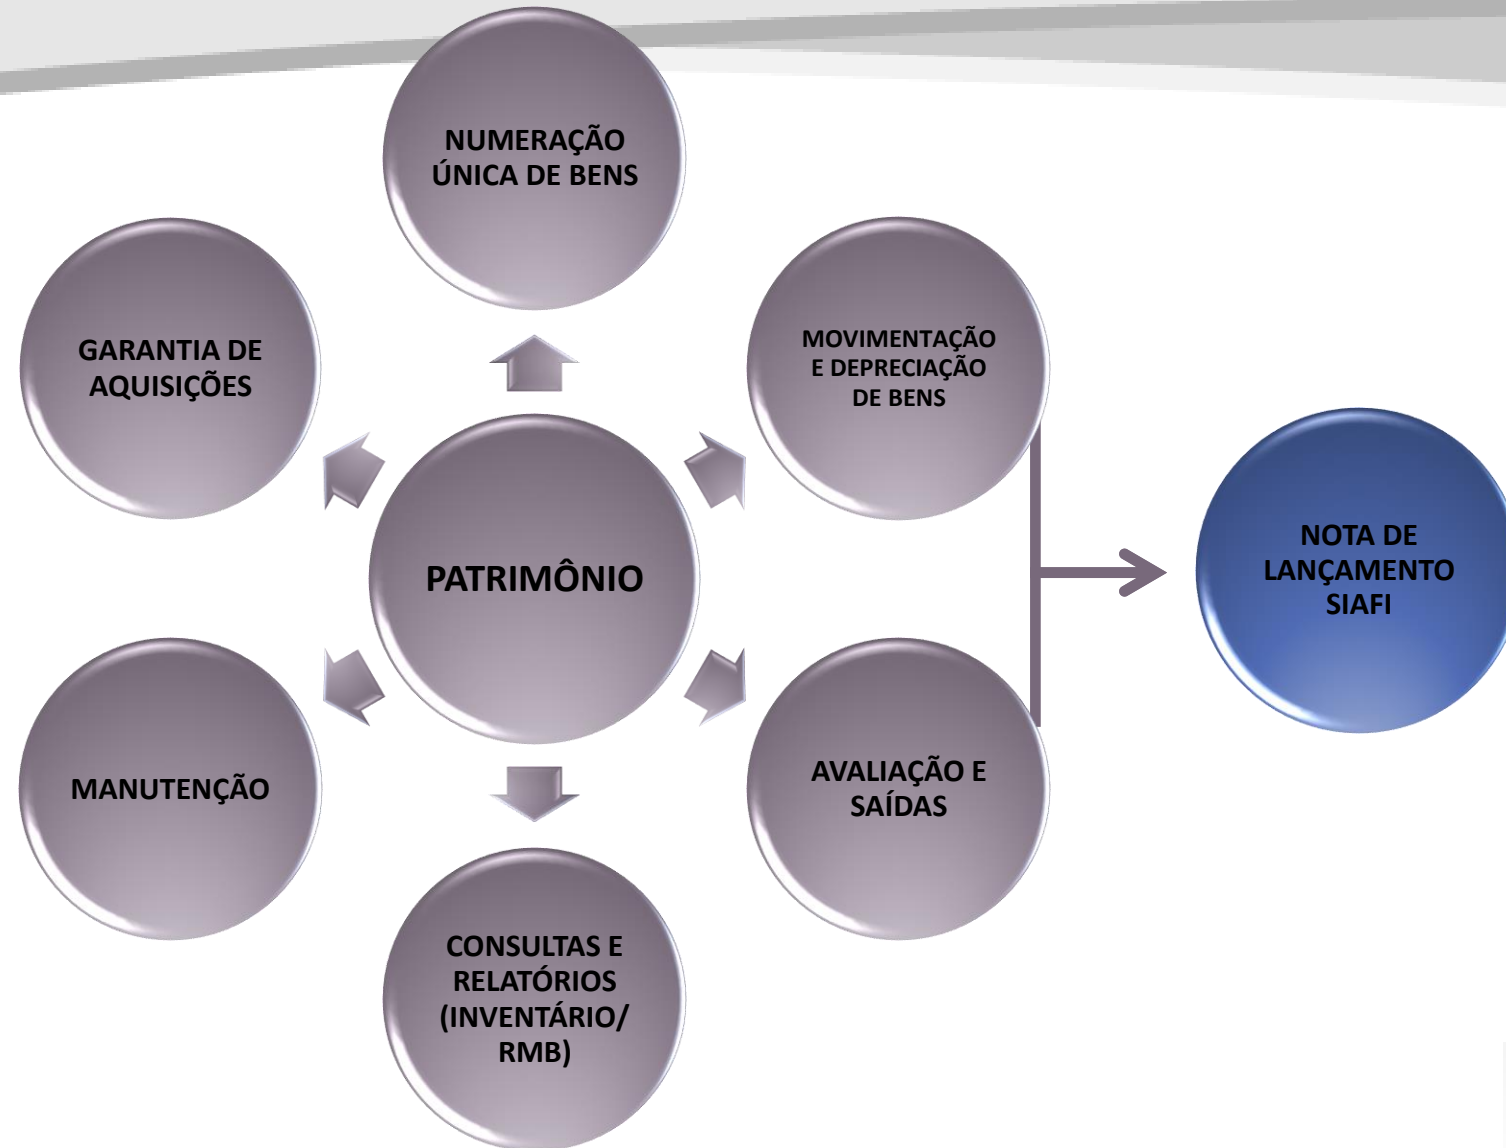 NUMERAÇÃO
ÚNICA DE BENS
GARANTIA DE
AQUISIÇÕES
MOVIMENTAÇÃO
E DEPRECIAÇÃO
DE BENS
PATRIMÔNIO
NOTA DE
LANÇAMENTO
SIAFI
MANUTENÇÃO
AVALIAÇÃO E
SAÍDAS
CONSULTAS E
RELATÓRIOS
(INVENTÁRIO/
RMB)